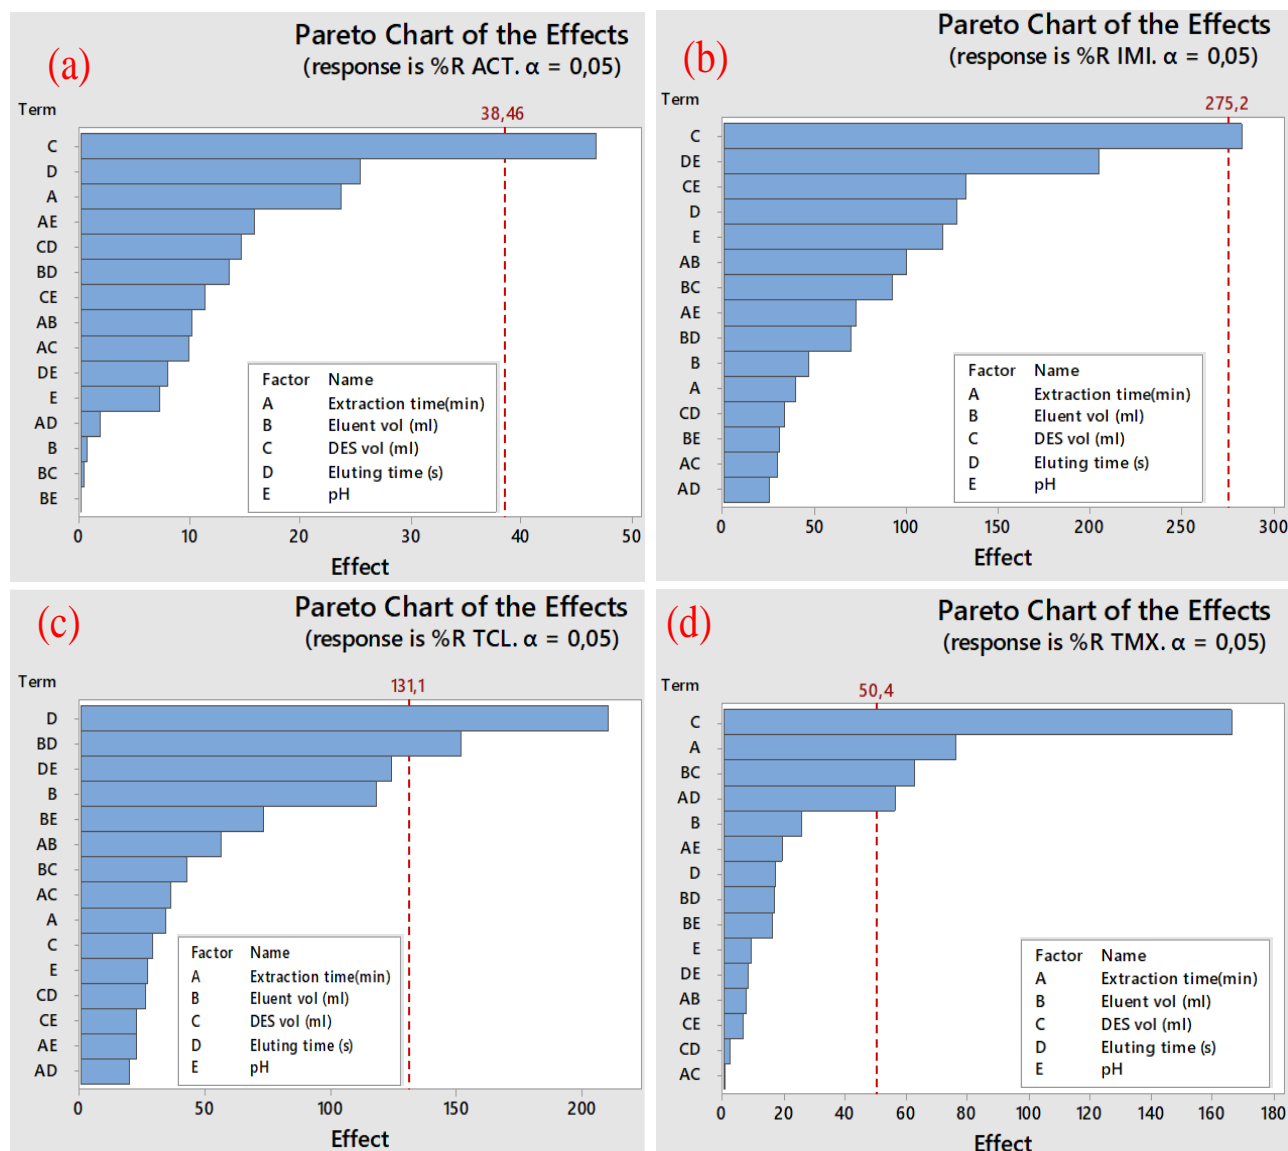 (a)
Pareto Chart of the Effects
(response is %R ACT. α = 0,05)
Term
38,46
C
D
A
AE
CD
BD
CE
AB
AC
DE
E
AD
B
BC
BE
Factor Name
A Extraction time(min)
B Eluent vol (ml)
C DES vol (ml)
D Eluting time (s)
E pH
0 10 20 30 40 50
Effect
(b)
Pareto Chart of the Effects
(response is %R IMI. α = 0,05)
Term
275,2
C
DE
CE
D
E
AB
BC
AE
BD
B
A
CD
BE
AC
AD
Factor Name
A Extraction time(min)
B Eluent vol (ml)
C DES vol (ml)
D Eluting time (s)
E pH
0 50 100 150 200 250 300
Effect
(c)
Pareto Chart of the Effects
(response is %R TCL. α = 0,05)
Term
131,1
D
BD
DE
B
BE
AB
BC
AC
A
C
E
CD
CE
AE
AD
Factor Name
A Extraction time(min)
B Eluent vol (ml)
C DES vol (ml)
D Eluting time (s)
E pH
0 50 100 150 200
Effect
(d)
Pareto Chart of the Effects
(response is %R TMX. α = 0,05)
Term
50,4
C
A
BC
AD
B
AE
D
BD
BE
E
DE
AB
CE
CD
AC
Factor Name
A Extraction time(min)
B Eluent vol (ml)
C DES vol (ml)
D Eluting time (s)
E pH
0 20 40 60 80 100 120 140 160 180
Effect